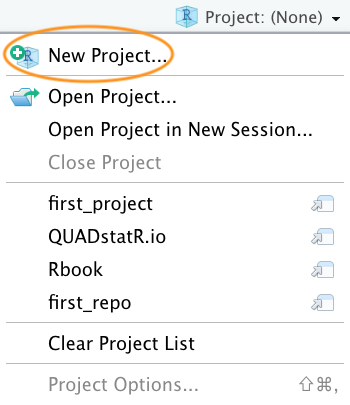 Project: (None)
New Project...
Open Project...
Open Project in New Session...
Close Project
first_project
QUADstatR.io
Rbook
first_repo
Clear Project List
Project Options... ⇧⌘,